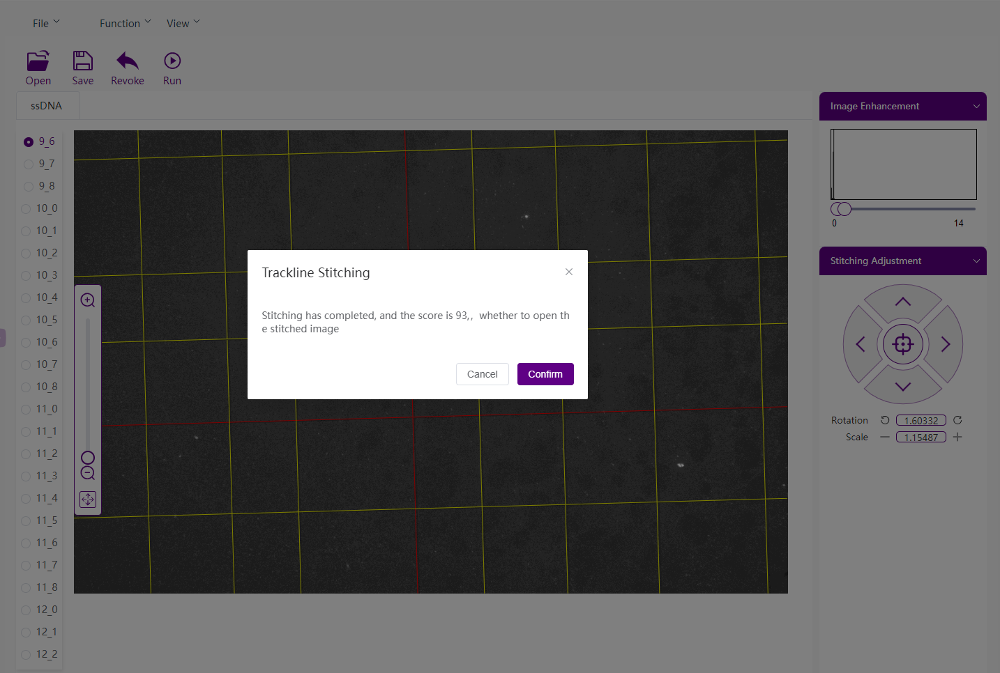 File
Function
View
Open
Save
Revoke
Run
ssDNA
9_6
9_7
9_8
10_0
10_1
10_2
10_3
10_4
10_5
10_6
10_7
10_8
11_0
11_1
11_2
11_3
11_4
11_5
11_6
11_7
11_8
12_0
12_1
12_2
Trackline Stitching
Stitching has completed, and the score is 93,，whether to open th
e stitched image
Cancel
Confirm
Image Enhancement
0
14
Stitching Adjustment
Rotation
1.60332
Scale
1.15487